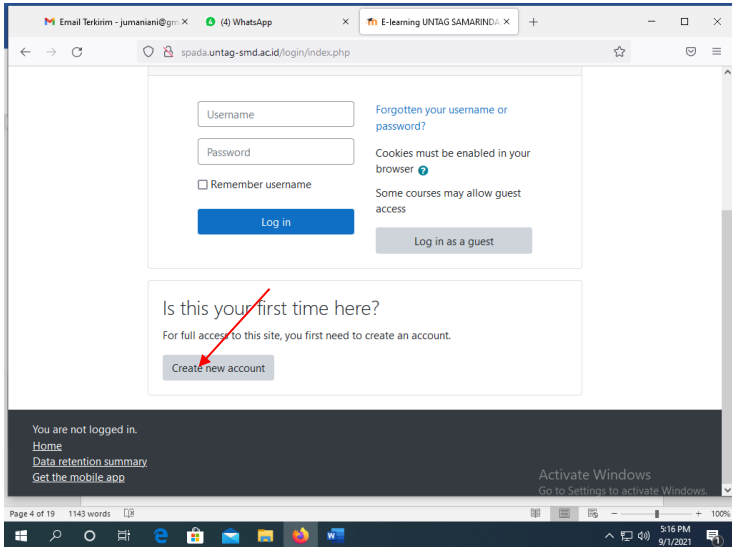 Email Terkirim - jumaniani@gm
(4) WhatsApp
E-learning UNTAG SAMARINDA
spada.untag-smd.ac.id/login/index.php
Username
Password
Remember username
Log in
Forgotten your username or
password?
Cookies must be enabled in your
browser
Some courses may allow guest
access
Log in as a guest
Is this your first time here?
For full access to this site, you first need to create an account.
Create new account
You are not logged in.
Home
Data retention summary
Get the mobile app
Activate Windows
Go to Settings to activate Windows.
Page 4 of 19 1143 words
100%
5:16 PM
9/1/2021